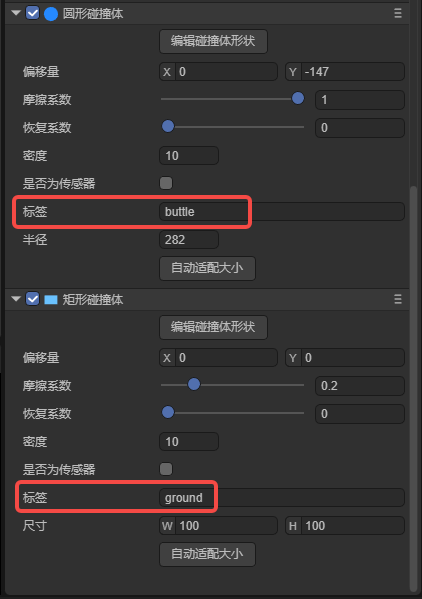 圆形碰撞体
编辑碰撞体形状
偏移量 X 0 Y -147
摩擦系数 1
恢复系数 0
密度 10
是否为传感器
标签 buttle
半径 282
自动适配大小
矩形碰撞体
编辑碰撞体形状
偏移量 X 0 Y 0
摩擦系数 0.2
恢复系数 0
密度 10
是否为传感器
标签 ground
尺寸 W 100 H 100
自动适配大小